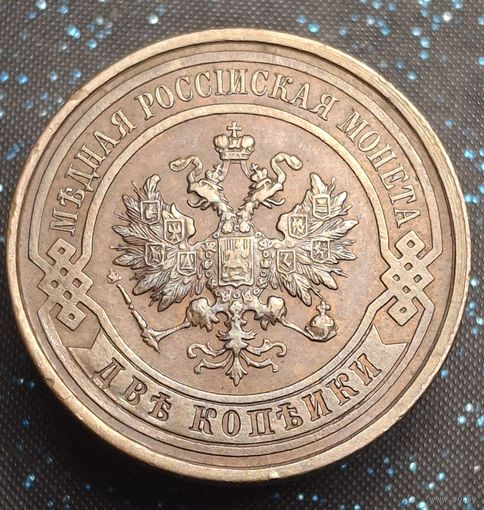 МѢДНАЯ РОССІЙСКАЯ МОНЕТА
ДВѢ КОПѢЙКИ